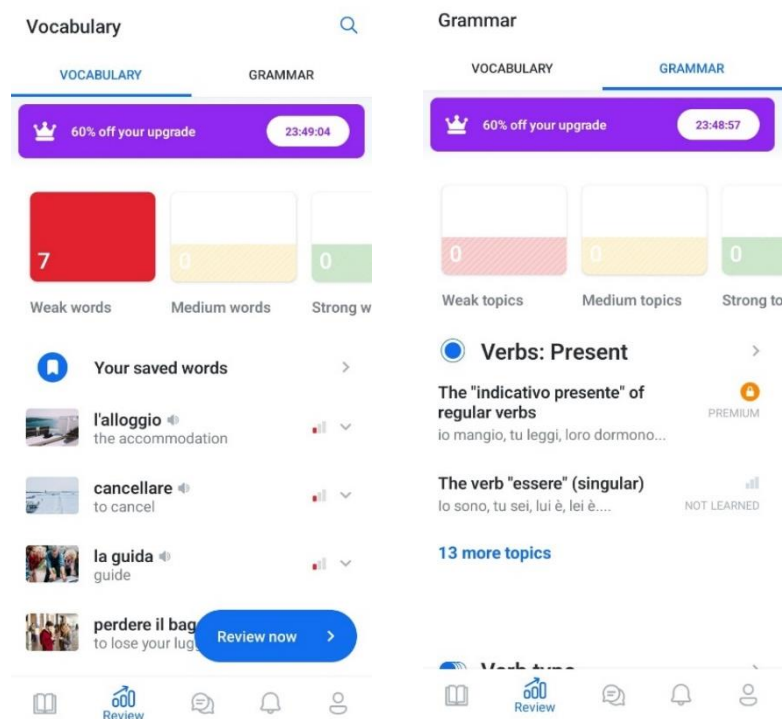 Vocabulary
VOCABULARY GRAMMAR
60% off your upgrade 23:49:04
7 0 0
Weak words Medium words Strong w
Your saved words
l'alloggio
the accommodation
cancellare
to cancel
la guida
guide
perdere il bag
to lose your lug
Review now
Review
Grammar
VOCABULARY GRAMMAR
60% off your upgrade 23:48:57
0 0 0
Weak topics Medium topics Strong to
Verbs: Present
The "indicativo presente" of
regular verbs
PREMIUM
io mangio, tu leggi, loro dormono...
The verb "essere" (singular)
Io sono, tu sei, lui è, lei è....
NOT LEARNED
13 more topics
Verb type
Review